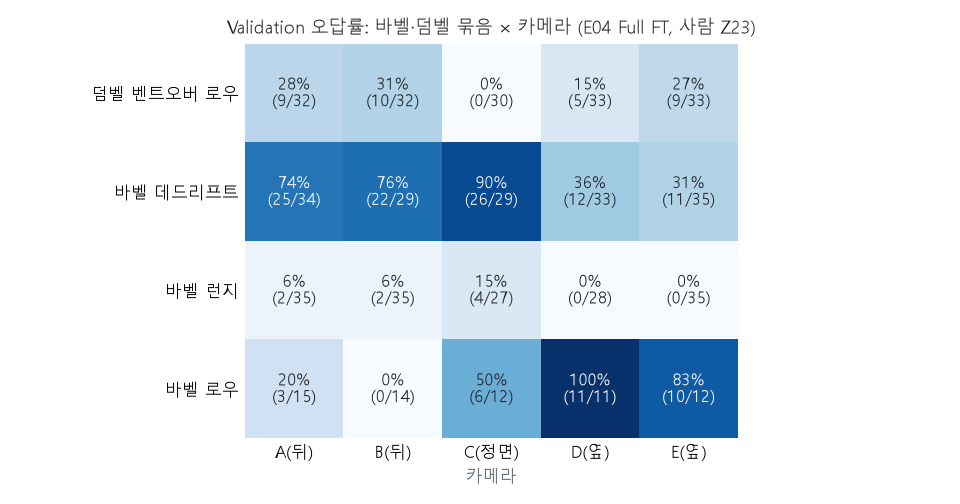 Validation 오답률: 바벨·덤벨 묶음 × 카메라 (E04 Full FT, 사람 Z23)
덤벨 벤트오버 로우
28% 31% 0% 15% 27%
(9/32) (10/32) (0/30) (5/33) (9/33)
바벨 데드리프트
74% 76% 90% 36% 31%
(25/34) (22/29) (26/29) (12/33) (11/35)
바벨 런지
6% 6% 15% 0% 0%
(2/35) (2/35) (4/27) (0/28) (0/35)
바벨 로우
20% 0% 50% 100% 83%
(3/15) (0/14) (6/12) (11/11) (10/12)
A(뒤) B(뒤) C(정면) D(옆) E(옆)
카메라